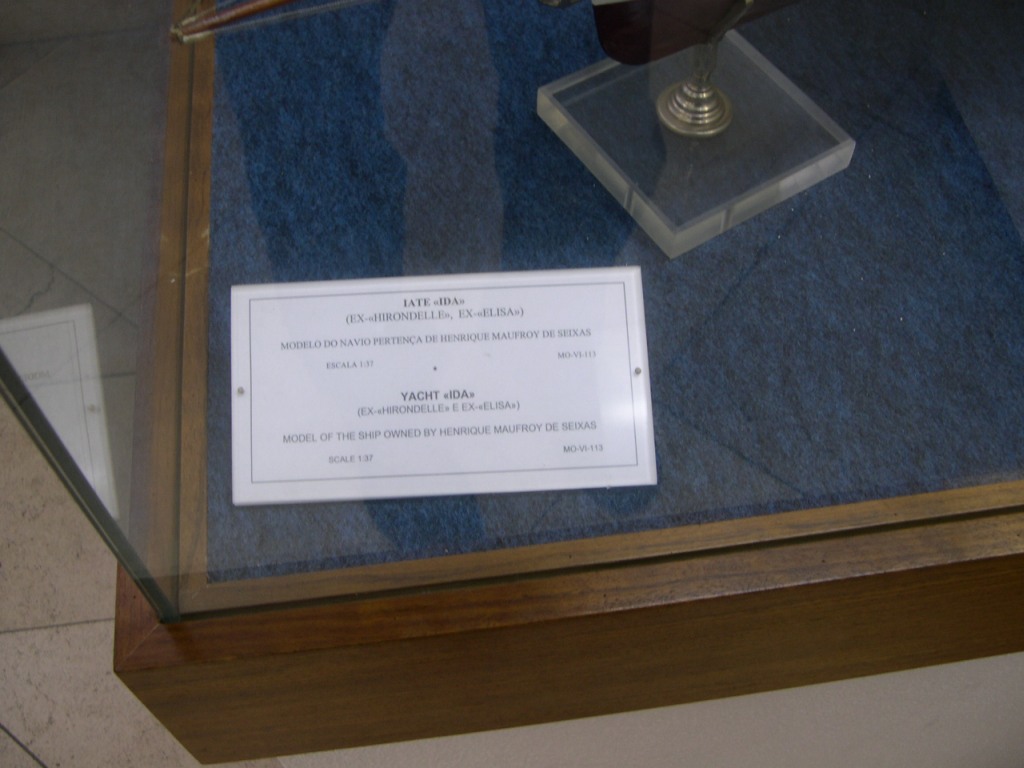 IATE «IDA»
(EX-«HIRONDELLE», EX-«ELISA»)
MODELO DO NAVIO PERTENÇA DE HENRIQUE MAUFROY DE SEIXAS
ESCALA 1:37 MO-VI-113
*
YACHT «IDA»
(EX-«HIRONDELLE» E EX-«ELISA»)
MODEL OF THE SHIP OWNED BY HENRIQUE MAUFROY DE SEIXAS
SCALE 1:37 MO-VI-113